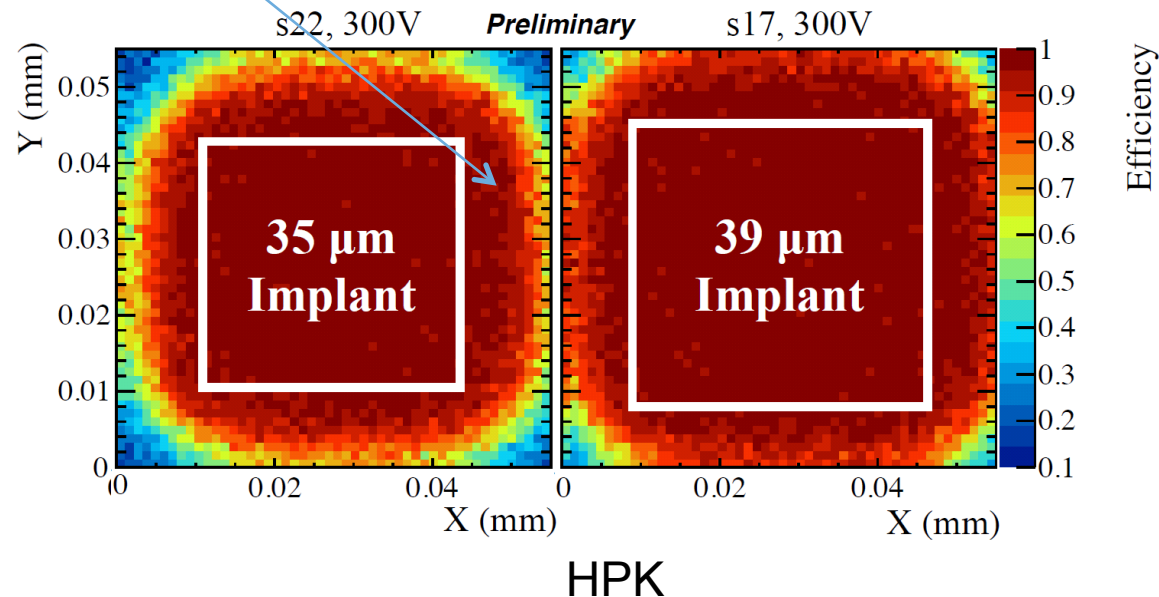 s22, 300V
Preliminary
s17, 300V
Y (mm)
0.05
0.04
0.03
0.02
0.01
0
35 μm
Implant
39 μm
Implant
1
0.9
0.8
0.7
0.6
0.5
0.4
0.3
0.2
0.1
Efficiency
0
0.02
0.04
0
0.02
0.04
X (mm)
X (mm)
HPK